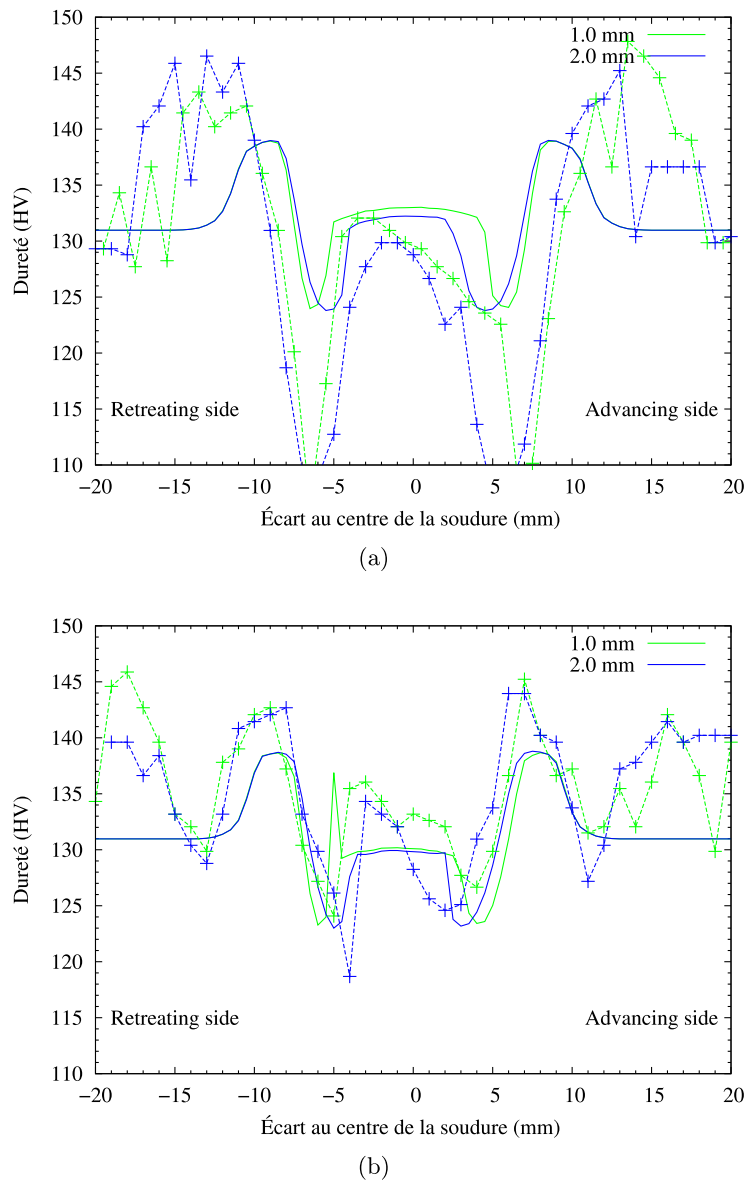 150
145
140
135
130
125
120
115
110
Dureté (HV)
1.0 mm
2.0 mm
Retreating side
Advancing side
−20 −15 −10 −5 0 5 10 15 20
Écart au centre de la soudure (mm)
(a)
150
145
140
135
130
125
120
115
110
Dureté (HV)
1.0 mm
2.0 mm
Retreating side
Advancing side
−20 −15 −10 −5 0 5 10 15 20
Écart au centre de la soudure (mm)
(b)